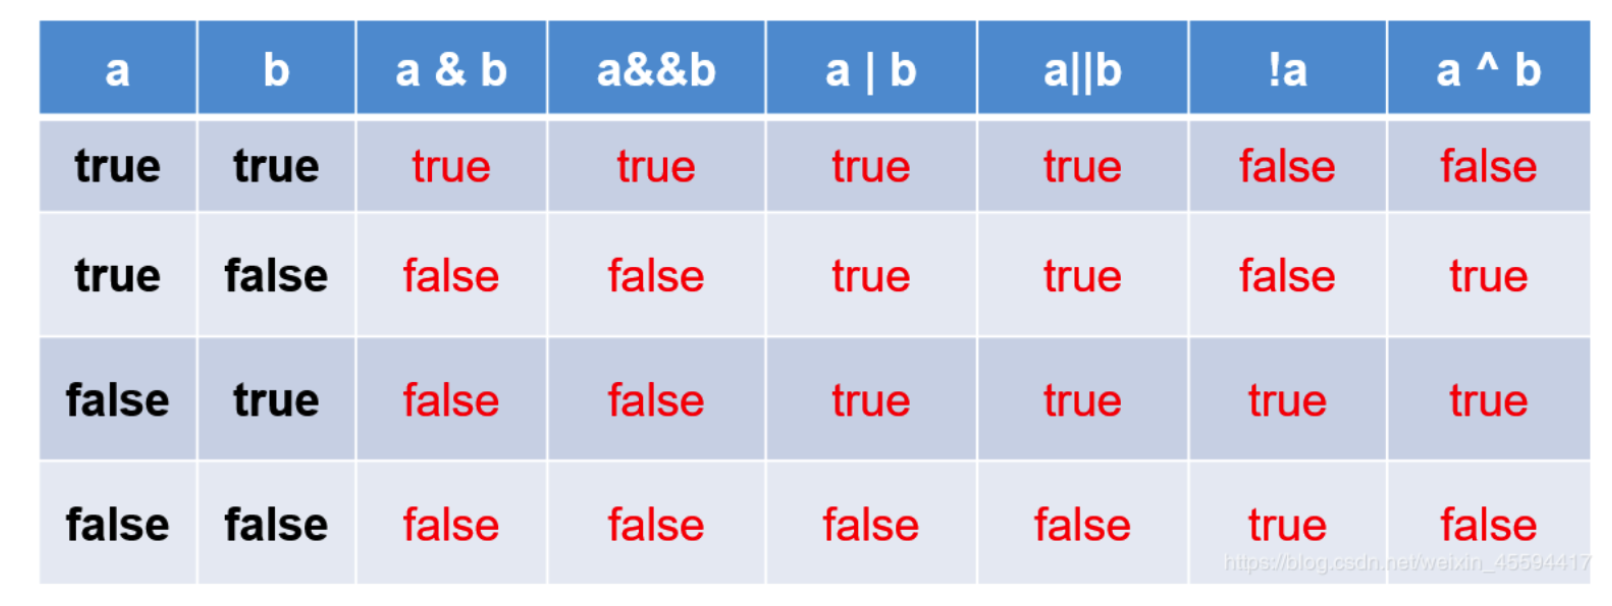 a b a & b a&&b a | b a||b !a a ^ b
true true true true true true false false
true false false false true true false true
false true false false true true true true
false false false false false false true false
https://blog.csdn.net/weixin_45594417